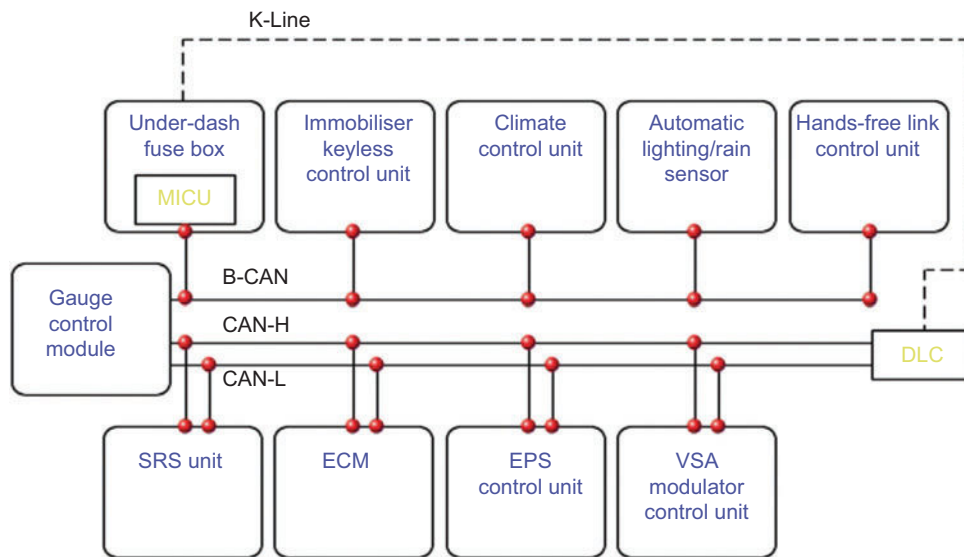 K-Line
Under-dash
fuse box
MICU
Immobiliser
keyless
control unit
Climate
control unit
Automatic
lighting/rain
sensor
Hands-free link
control unit
B-CAN
Gauge
control
module
CAN-H
CAN-L
DLC
SRS unit
ECM
EPS
control unit
VSA
modulator
control unit